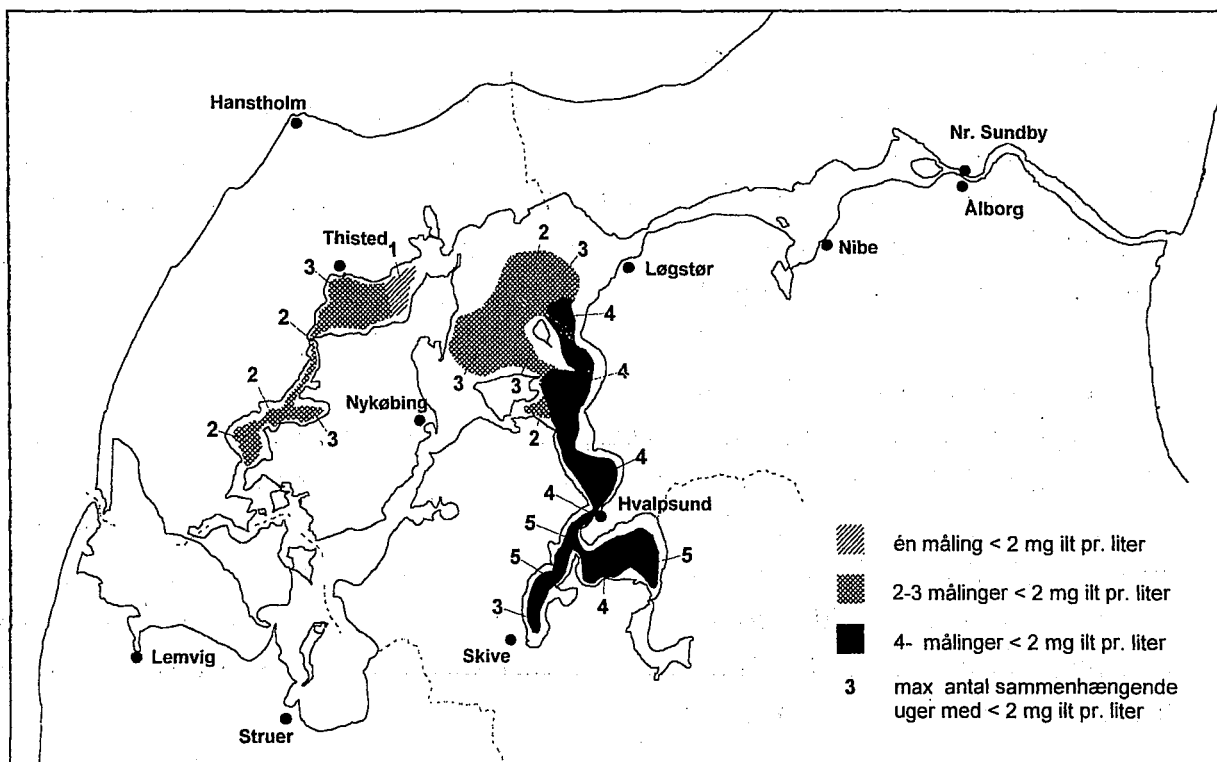 Hanstholm
Nr. Sundby
Ålborg
Nibe
Thisted
1
3
2
3
Løgstør
2
4
2
3
3
4
Nykøbing
2
3
2
4
4
Hvalpsund
5
5
5
3
4
Skive
Lemvig
Struer
én måling < 2 mg ilt pr. liter
2-3 målinger < 2 mg ilt pr. liter
4- målinger < 2 mg ilt pr. liter
3 max antal sammenhængende
uger med < 2 mg ilt pr. liter